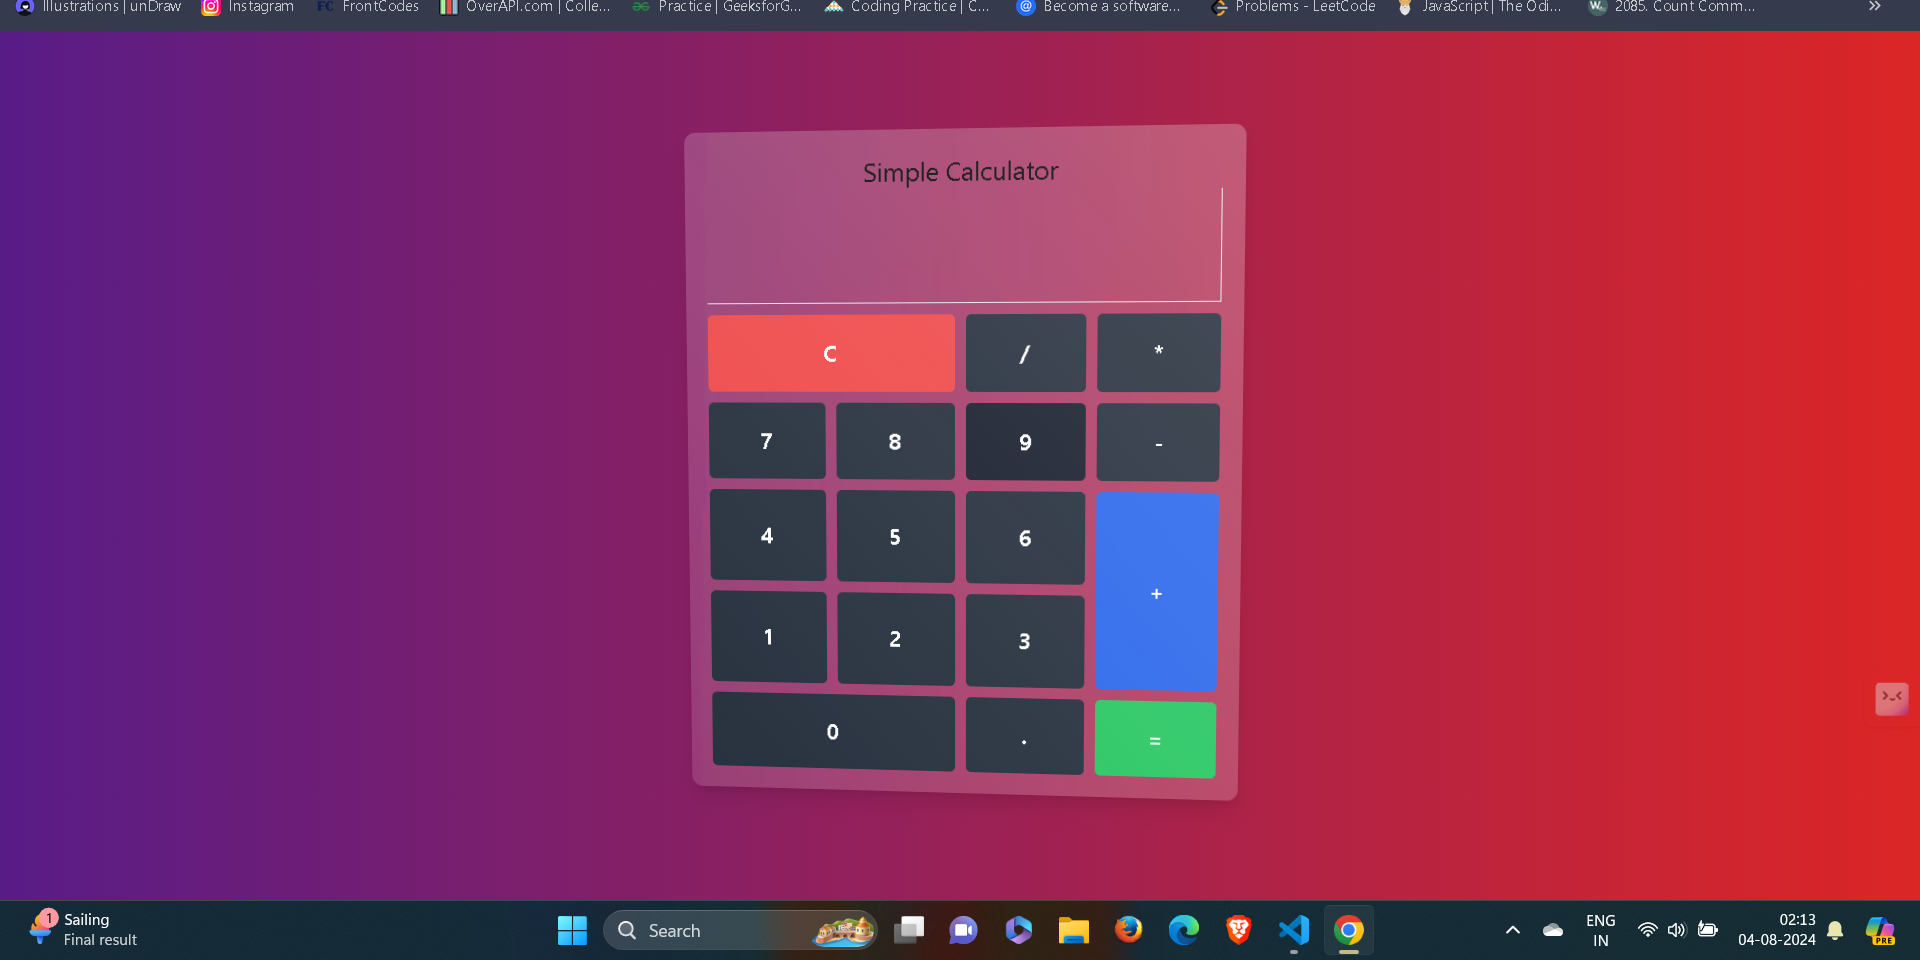 Illustrations | unDraw Instagram FC FrontCodes OverAPI.com | Colle... Practice | GeeksforG... Coding Practice | C... Become a software... Problems - LeetCode JavaScript | The Odi... W. 2085. Count Comm... »
Simple Calculator
C / *
7 8 9 -
4 5 6
+
1 2 3
0 . =
1 Sailing
Final result
Search
ENG
IN
02:13
04-08-2024
PRE